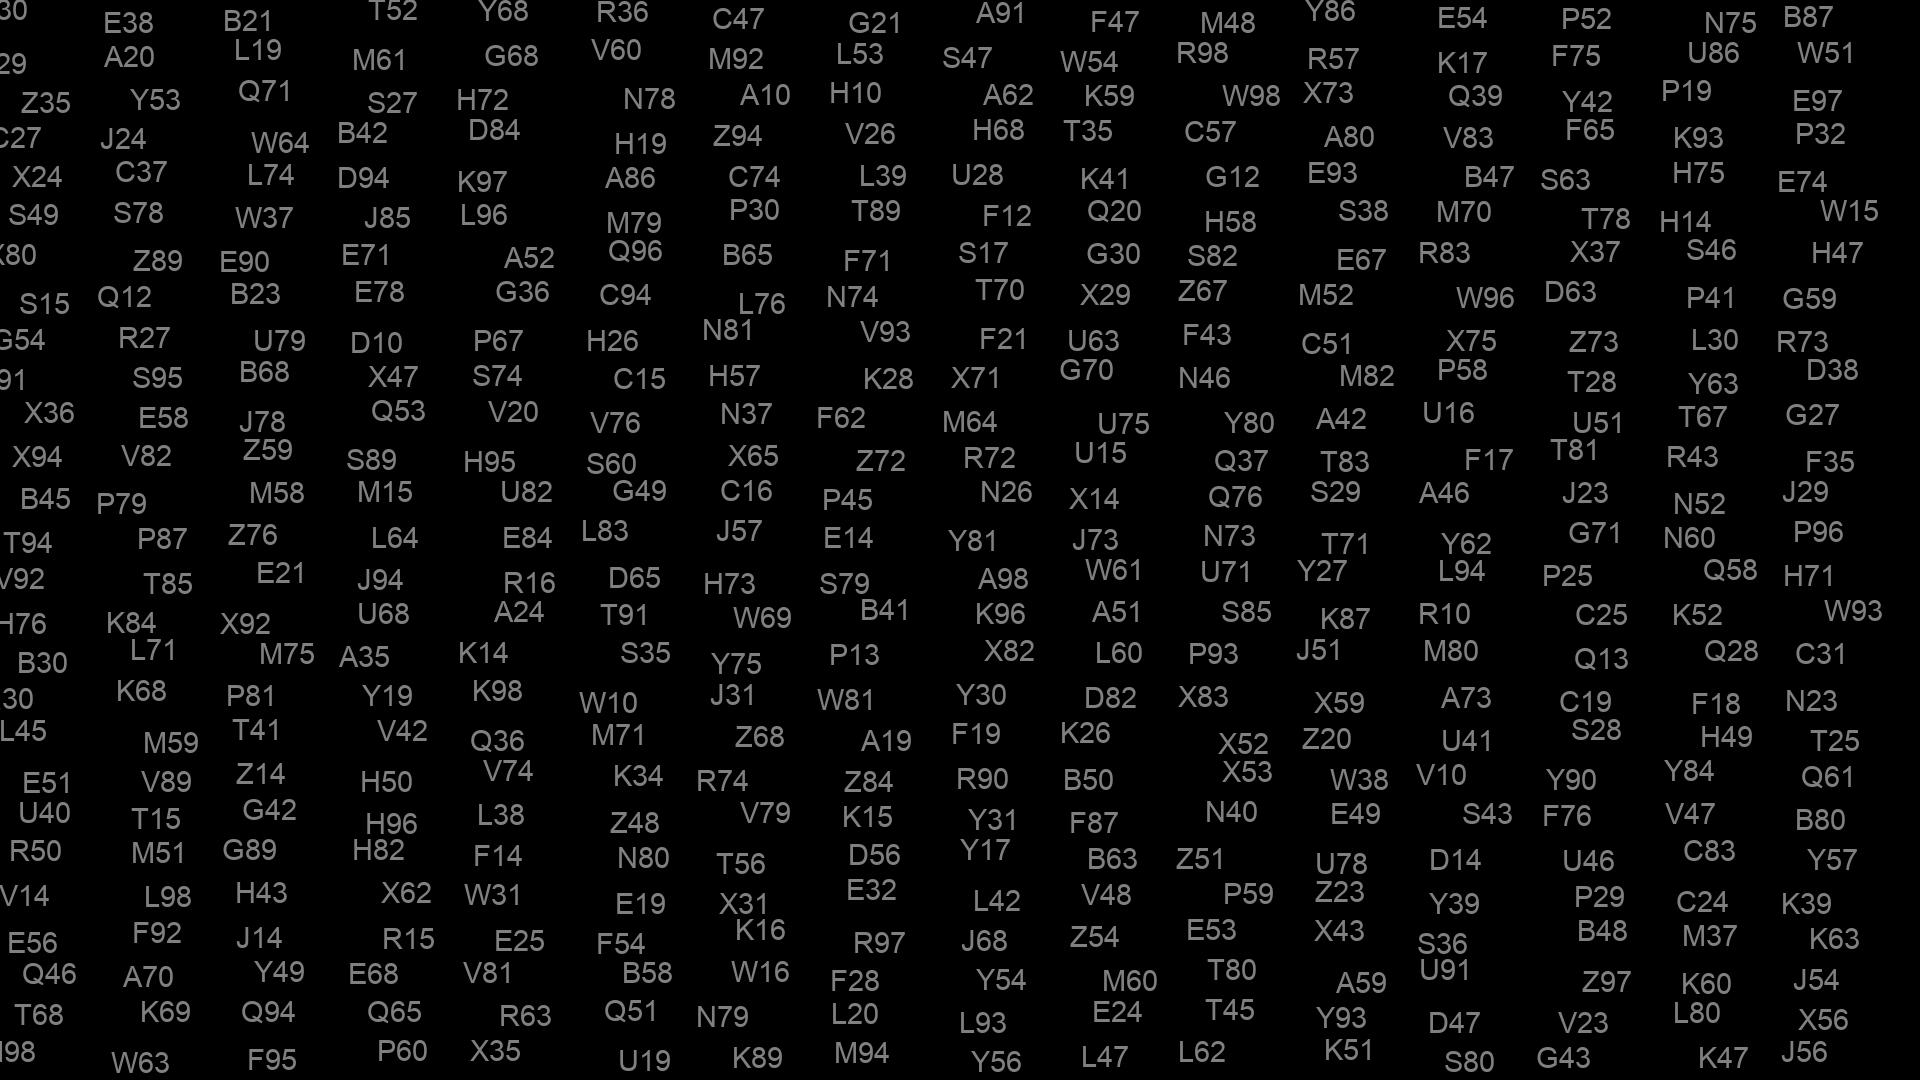 30 E38 B21 T52 Y68 R36 C47 G21 A91 F47 M48 Y86 E54 P52 N75 B87
29 A20 L19 M61 G68 V60 M92 L53 S47 W54 R98 R57 K17 F75 U86 W51
Z35 Y53 Q71 S27 H72 N78 A10 H10 A62 K59 W98 X73 Q39 Y42 P19 E97
C27 J24 W64 B42 D84 H19 Z94 V26 H68 T35 C57 A80 V83 F65 K93 P32
X24 C37 L74 D94 K97 A86 C74 L39 U28 K41 G12 E93 B47 S63 H75 E74
S49 S78 W37 J85 L96 M79 P30 T89 F12 Q20 H58 S38 M70 T78 H14 W15
K80 Z89 E90 E71 A52 Q96 B65 F71 S17 G30 S82 E67 R83 X37 S46 H47
S15 Q12 B23 E78 G36 C94 L76 N74 T70 X29 Z67 M52 W96 D63 P41 G59
G54 R27 U79 D10 P67 H26 N81 V93 F21 U63 F43 C51 X75 Z73 L30 R73
91 S95 B68 X47 S74 C15 H57 K28 X71 G70 N46 M82 P58 T28 Y63 D38
X36 E58 J78 Q53 V20 V76 N37 F62 M64 U75 Y80 A42 U16 U51 T67 G27
X94 V82 Z59 S89 H95 S60 X65 Z72 R72 U15 Q37 T83 F17 T81 R43 F35
B45 P79 M58 M15 U82 G49 C16 P45 N26 X14 Q76 S29 A46 J23 N52 J29
T94 P87 Z76 L64 E84 L83 J57 E14 Y81 J73 N73 T71 Y62 G71 N60 P96
V92 T85 E21 J94 R16 D65 H73 S79 A98 W61 U71 Y27 L94 P25 Q58 H71
H76 K84 X92 U68 A24 T91 W69 B41 K96 A51 S85 K87 R10 C25 K52 W93
B30 L71 M75 A35 K14 S35 Y75 P13 X82 L60 P93 J51 M80 Q13 Q28 C31
30 K68 P81 Y19 K98 W10 J31 W81 Y30 D82 X83 X59 A73 C19 F18 N23
L45 M59 T41 V42 Q36 M71 Z68 A19 F19 K26 X52 Z20 U41 S28 H49 T25
E51 V89 Z14 H50 V74 K34 R74 Z84 R90 B50 X53 W38 V10 Y90 Y84 Q61
U40 T15 G42 H96 L38 Z48 V79 K15 Y31 F87 N40 E49 S43 F76 V47 B80
R50 M51 G89 H82 F14 N80 T56 D56 Y17 B63 Z51 U78 D14 U46 C83 Y57
V14 L98 H43 X62 W31 E19 X31 E32 L42 V48 P59 Z23 Y39 P29 C24 K39
E56 F92 J14 R15 E25 F54 K16 R97 J68 Z54 E53 X43 S36 B48 M37 K63
Q46 A70 Y49 E68 V81 B58 W16 F28 Y54 M60 T80 A59 U91 Z97 K60 J54
T68 K69 Q94 Q65 R63 Q51 N79 L20 L93 E24 T45 Y93 D47 V23 L80 X56
98 W63 F95 P60 X35 U19 K89 M94 Y56 L47 L62 K51 S80 G43 K47 J56